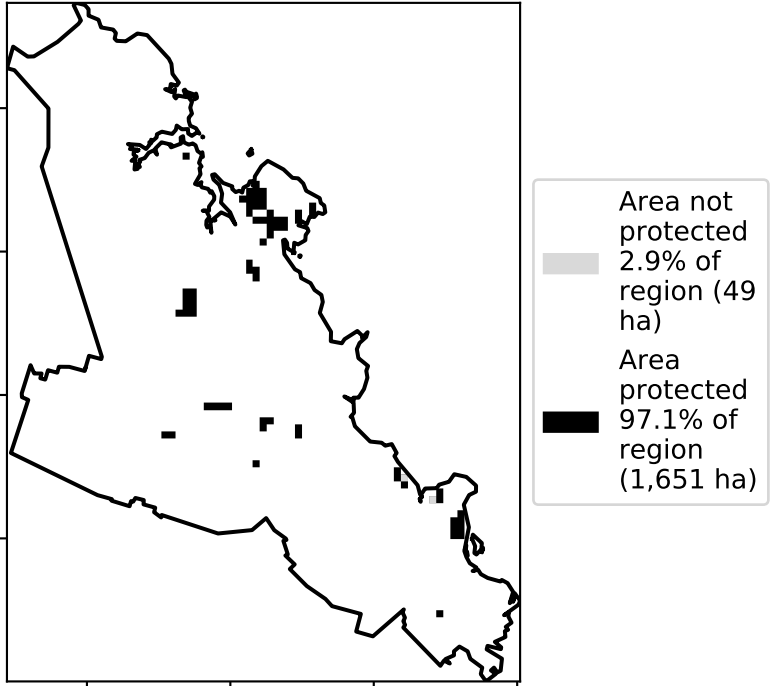 Area not
protected
2.9% of
region (49
ha)
Area
protected
97.1% of
region
(1,651 ha)